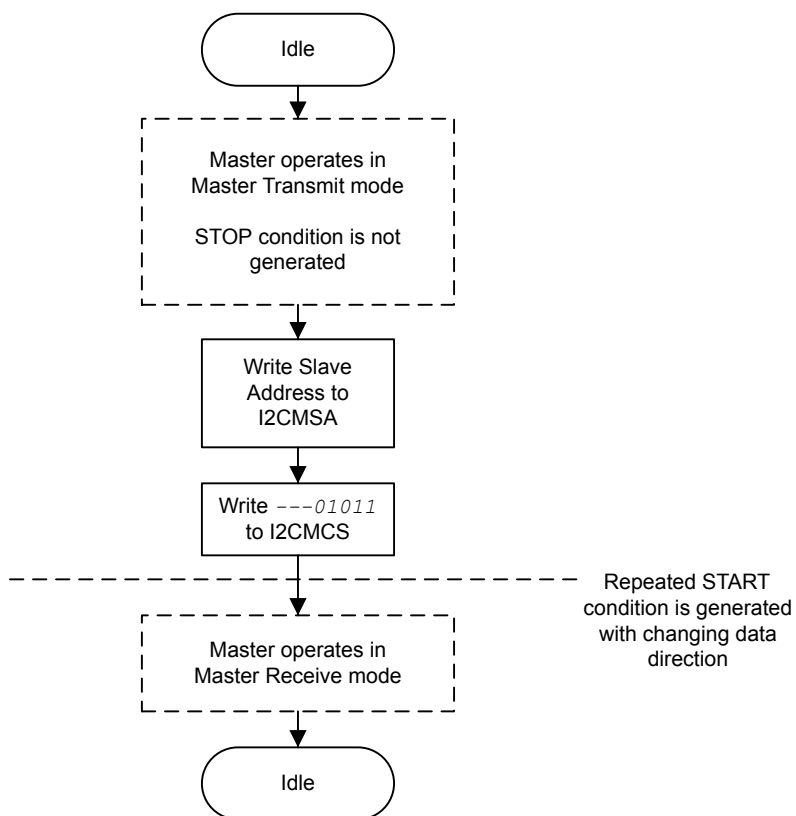 Idle
Master operates in
Master Transmit mode
STOP condition is not
generated
Write Slave
Address to
I2CMSA
Write ---01011
to I2CMCS
Repeated START
condition is generated
with changing data
direction
Master operates in
Master Receive mode
Idle